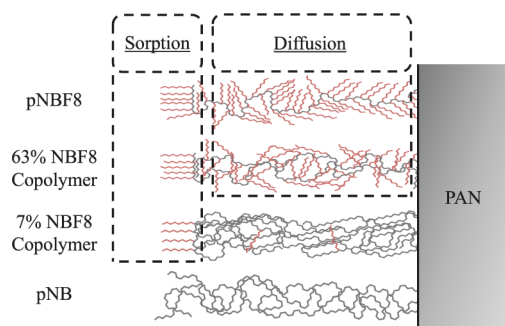 Sorption
Diffusion
pNBF8
63% NBF8
Copolymer
7% NBF8
Copolymer
pNB
PAN